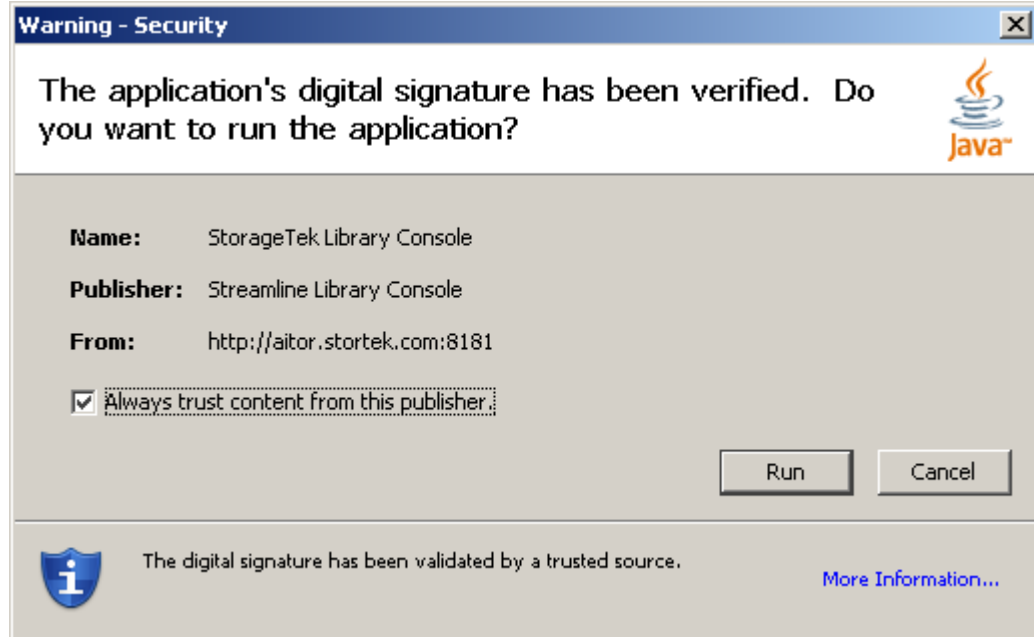 Warning - Security
The application's digital signature has been verified. Do
you want to run the application?
Java™
Name: StorageTek Library Console
Publisher: Streamline Library Console
From: http://aitor.stortek.com:8181
Always trust content from this publisher.
Run Cancel
The digital signature has been validated by a trusted source.
More Information...